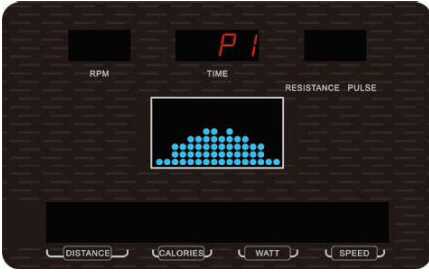 P1
RPM
TIME
RESISTANCE PULSE
DISTANCE
CALORIES
WATT
SPEED